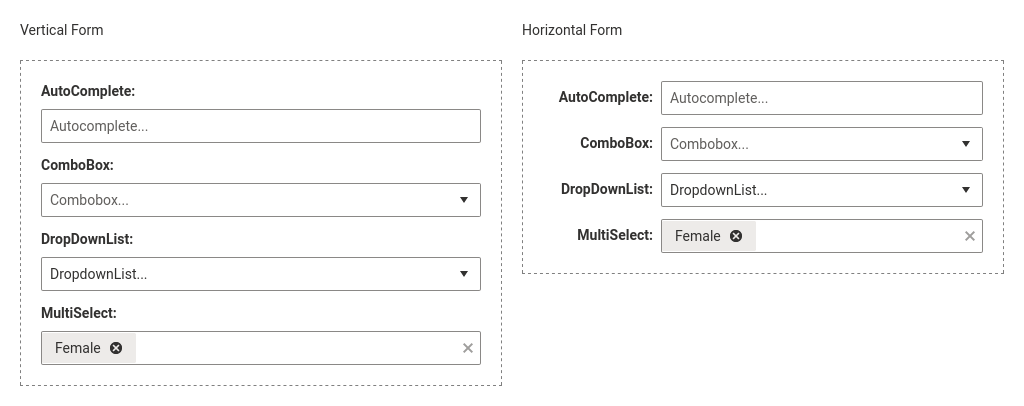 Vertical Form
AutoComplete:
Autocomplete...
ComboBox:
Combobox...
DropDownList:
DropdownList...
MultiSelect:
Female
Horizontal Form
AutoComplete: Autocomplete...
ComboBox: Combobox...
DropDownList: DropdownList...
MultiSelect: Female